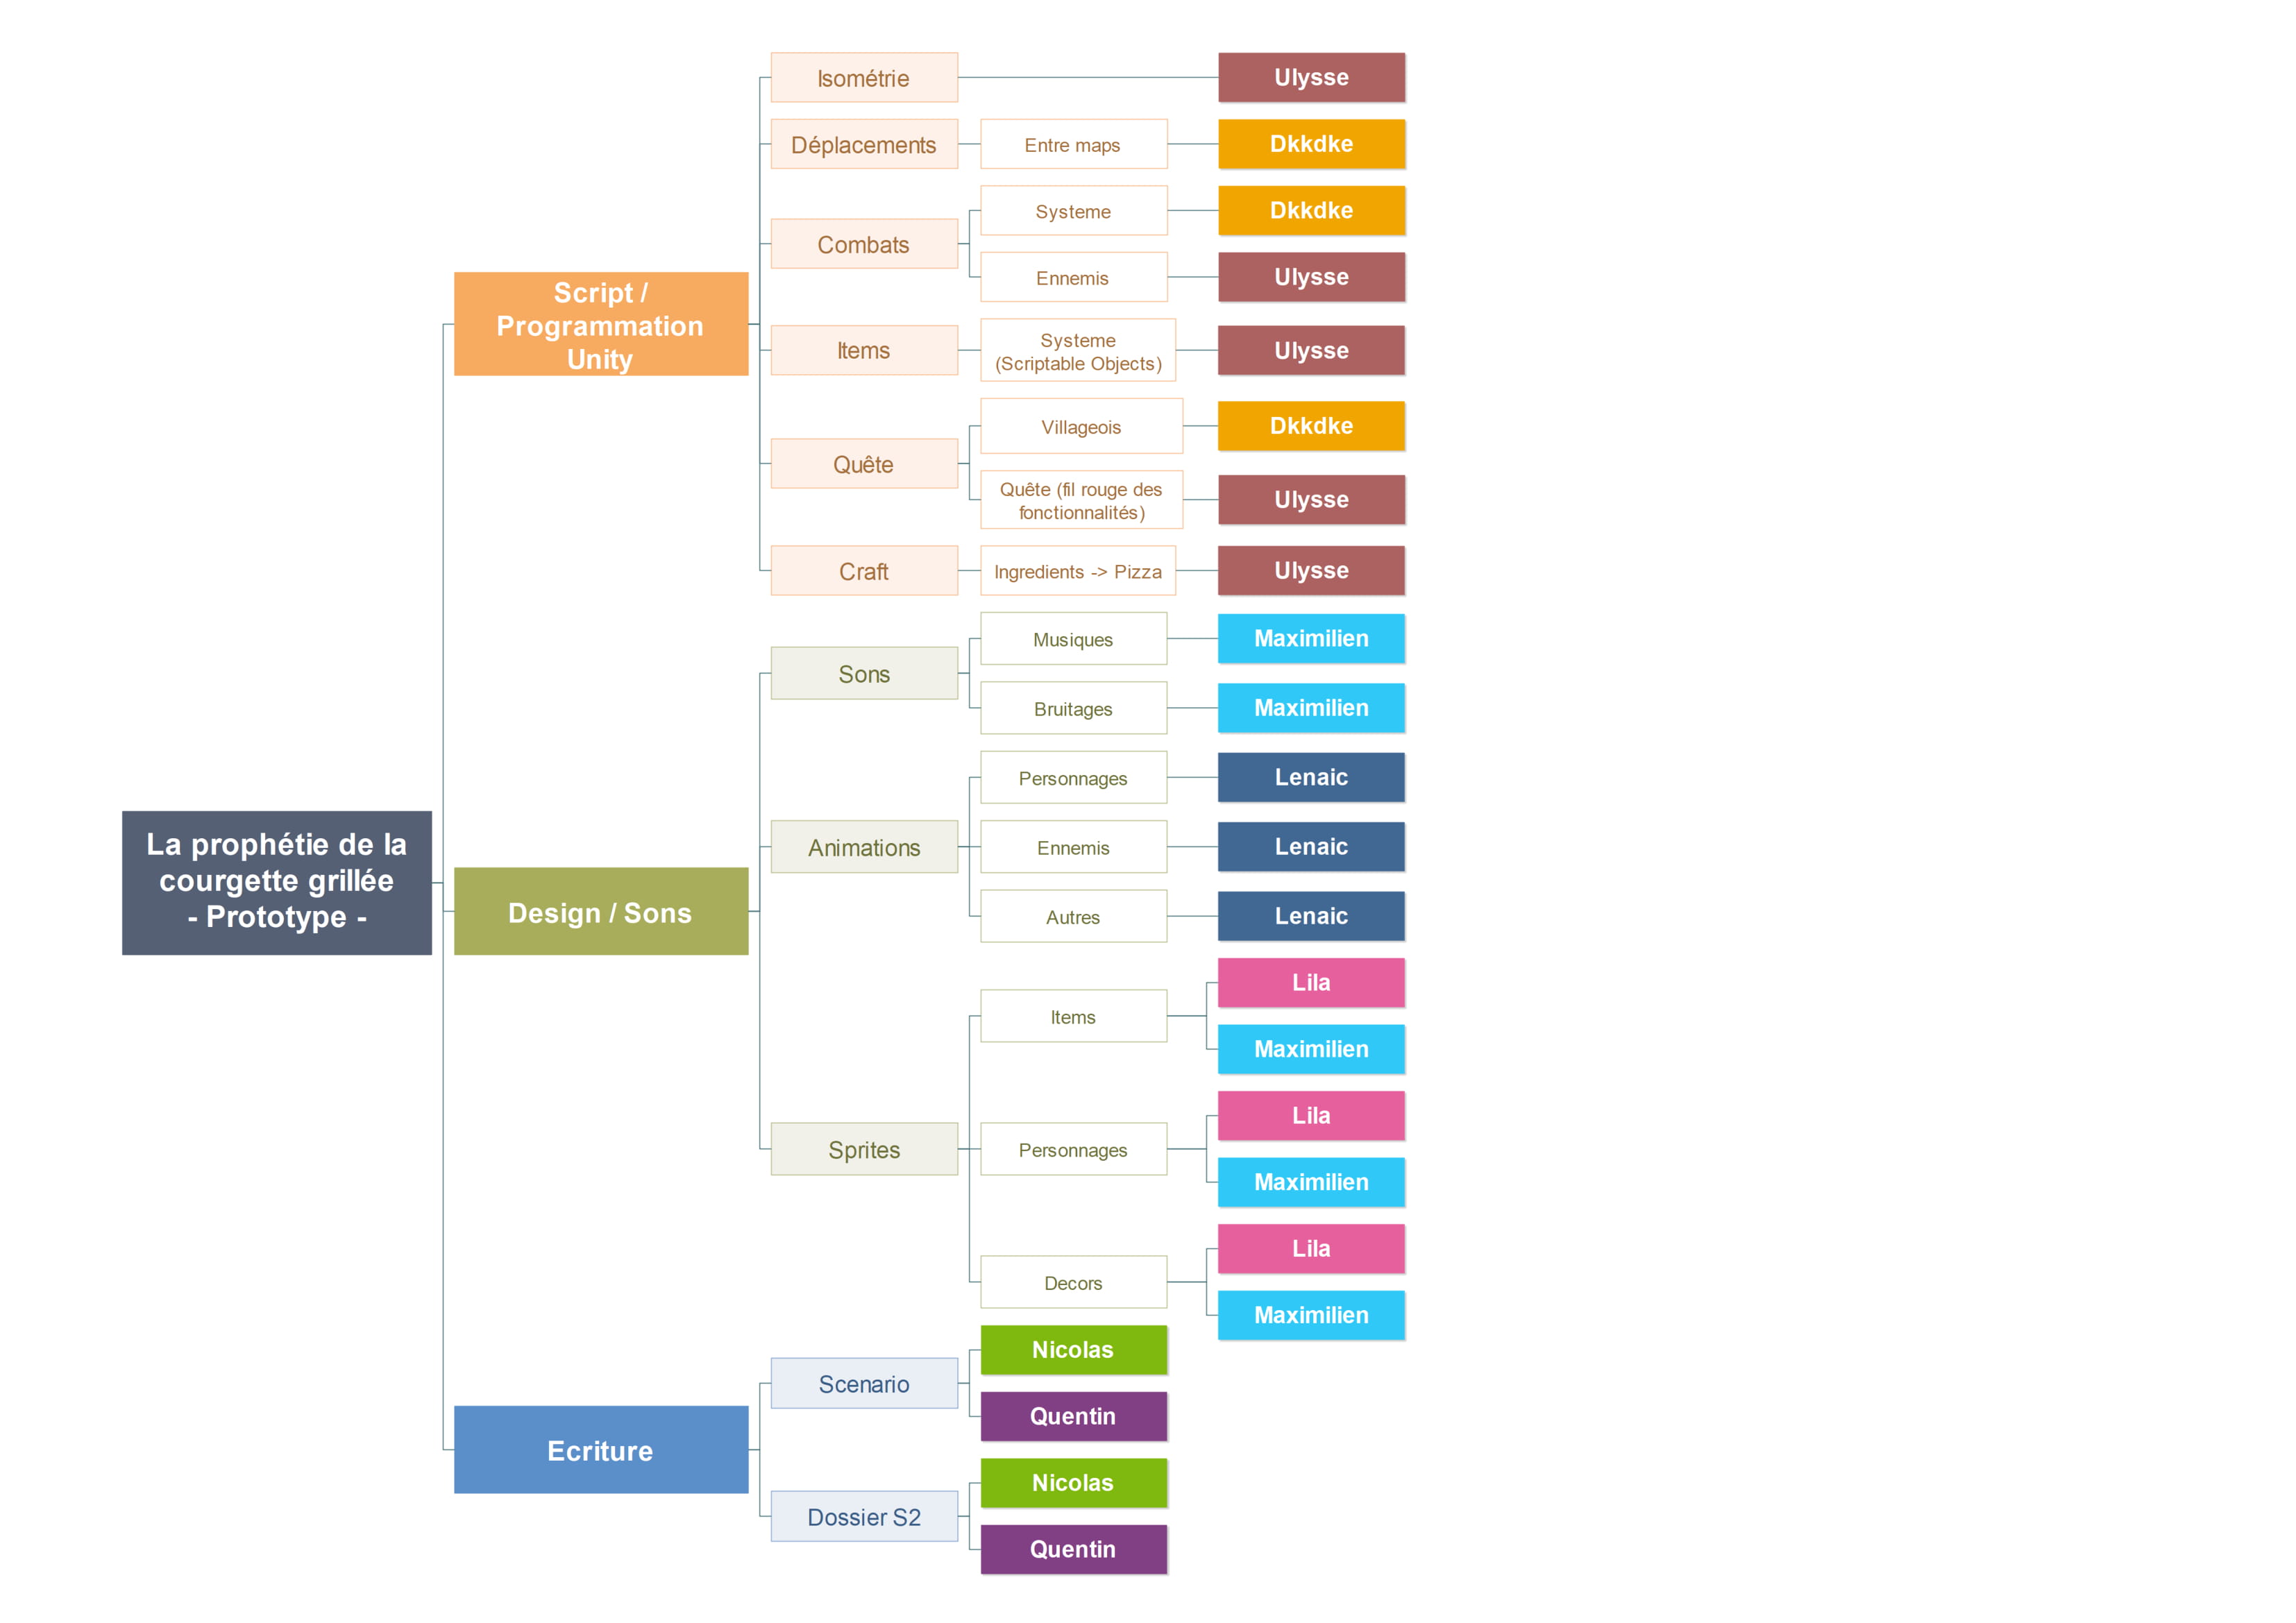 La prophétie de la
courgette grillée
- Prototype -
Script /
Programmation
Unity
Isométrie
Ulysse
Déplacements
Entre maps
Dkkdke
Combats
Systeme
Dkkdke
Ennemis
Ulysse
Items
Systeme
(Scriptable Objects)
Ulysse
Quête
Villageois
Dkkdke
Quête (fil rouge des
fonctionnalités)
Ulysse
Craft
Ingredients -> Pizza
Ulysse
Design / Sons
Sons
Musiques
Maximilien
Bruitages
Maximilien
Animations
Personnages
Lenaic
Ennemis
Lenaic
Autres
Lenaic
Sprites
Items
Lila
Maximilien
Personnages
Lila
Maximilien
Decors
Lila
Maximilien
Ecriture
Scenario
Nicolas
Quentin
Dossier S2
Nicolas
Quentin